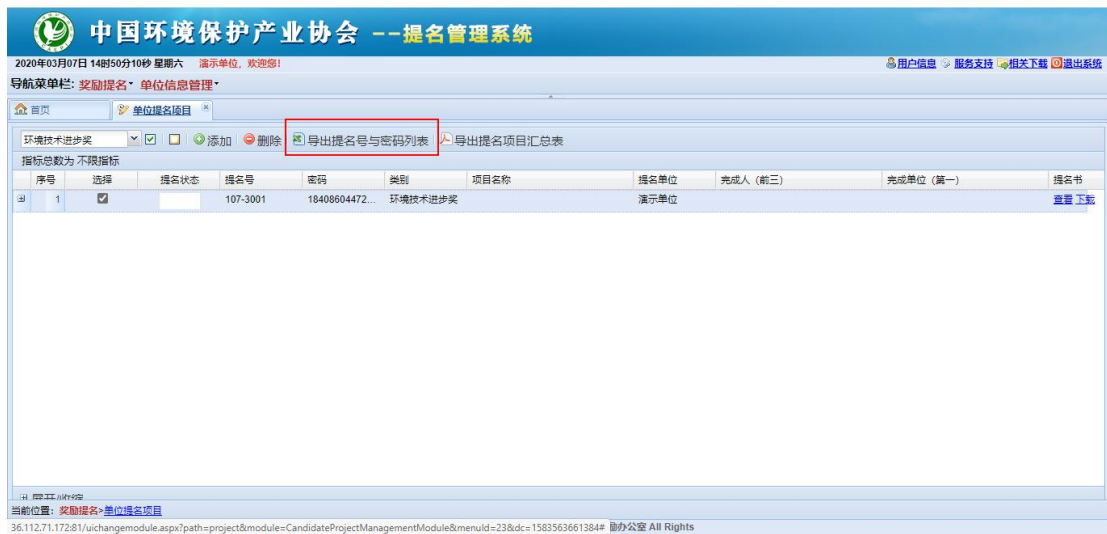 中国环境保护产业协会 --提名管理系统
2020年03月07日 14时50分10秒 星期六 演示单位, 欢迎您! 用户信息 服务支持 相关下载 退出系统
导航菜单栏: 奖励提名 单位信息管理
首页 单位提名项目
环境技术进步奖 添加 删除 导出提名号与密码列表 导出提名项目汇总表
指标总数为 不限指标
序号 选择 提名状态 提名号 密码 类别 项目名称 提名单位 完成人 (前三) 完成单位 (第一) 提名书
1 107-3001 18408604472... 环境技术进步奖 演示单位 查看 下载
展开/收缩
当前位置: 奖励提名>单位提名项目
36.112.71.172:81/uichangemodule.aspx?path=project&module=CandidateProjectManagementModule&menuId=23&dc=1583563661384# 励办公室 All Rights